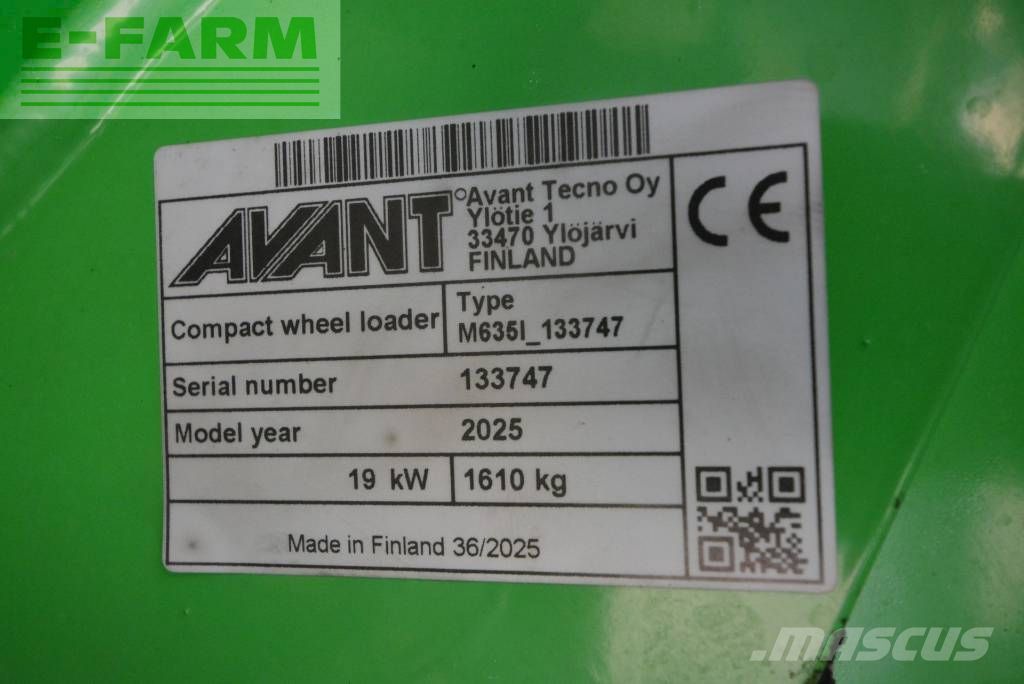 E-FARM
AVANT
Avant Tecno Oy
Ylötie 1
33470 Ylöjärvi
FINLAND
CE
Compact wheel loader
Type
M635I_133747
Serial number 133747
Model year 2025
19 kW 1610 kg
Made in Finland 36/2025
MASCUS